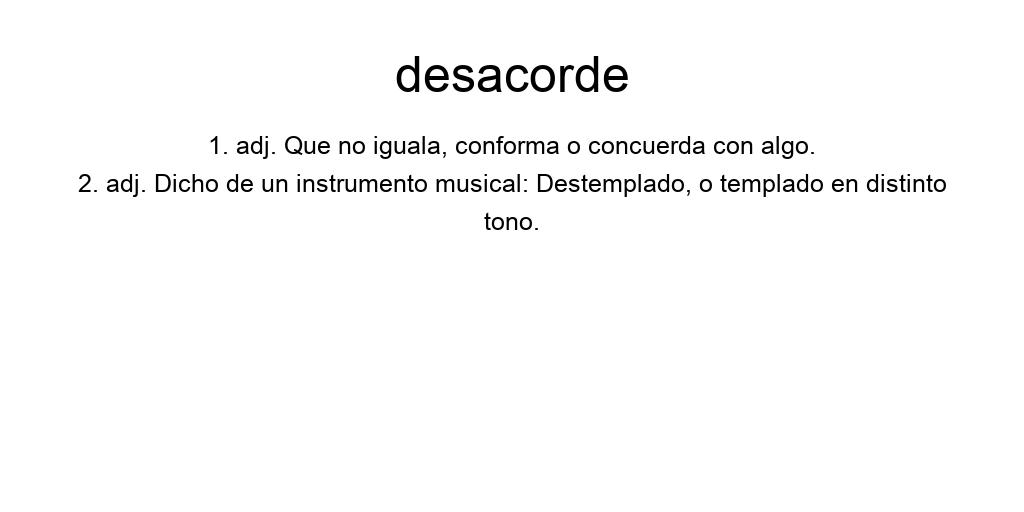 desacorde
1. adj. Que no iguala, conforma o concuerda con algo.
2. adj. Dicho de un instrumento musical: Destemplado, o templado en distinto
tono.